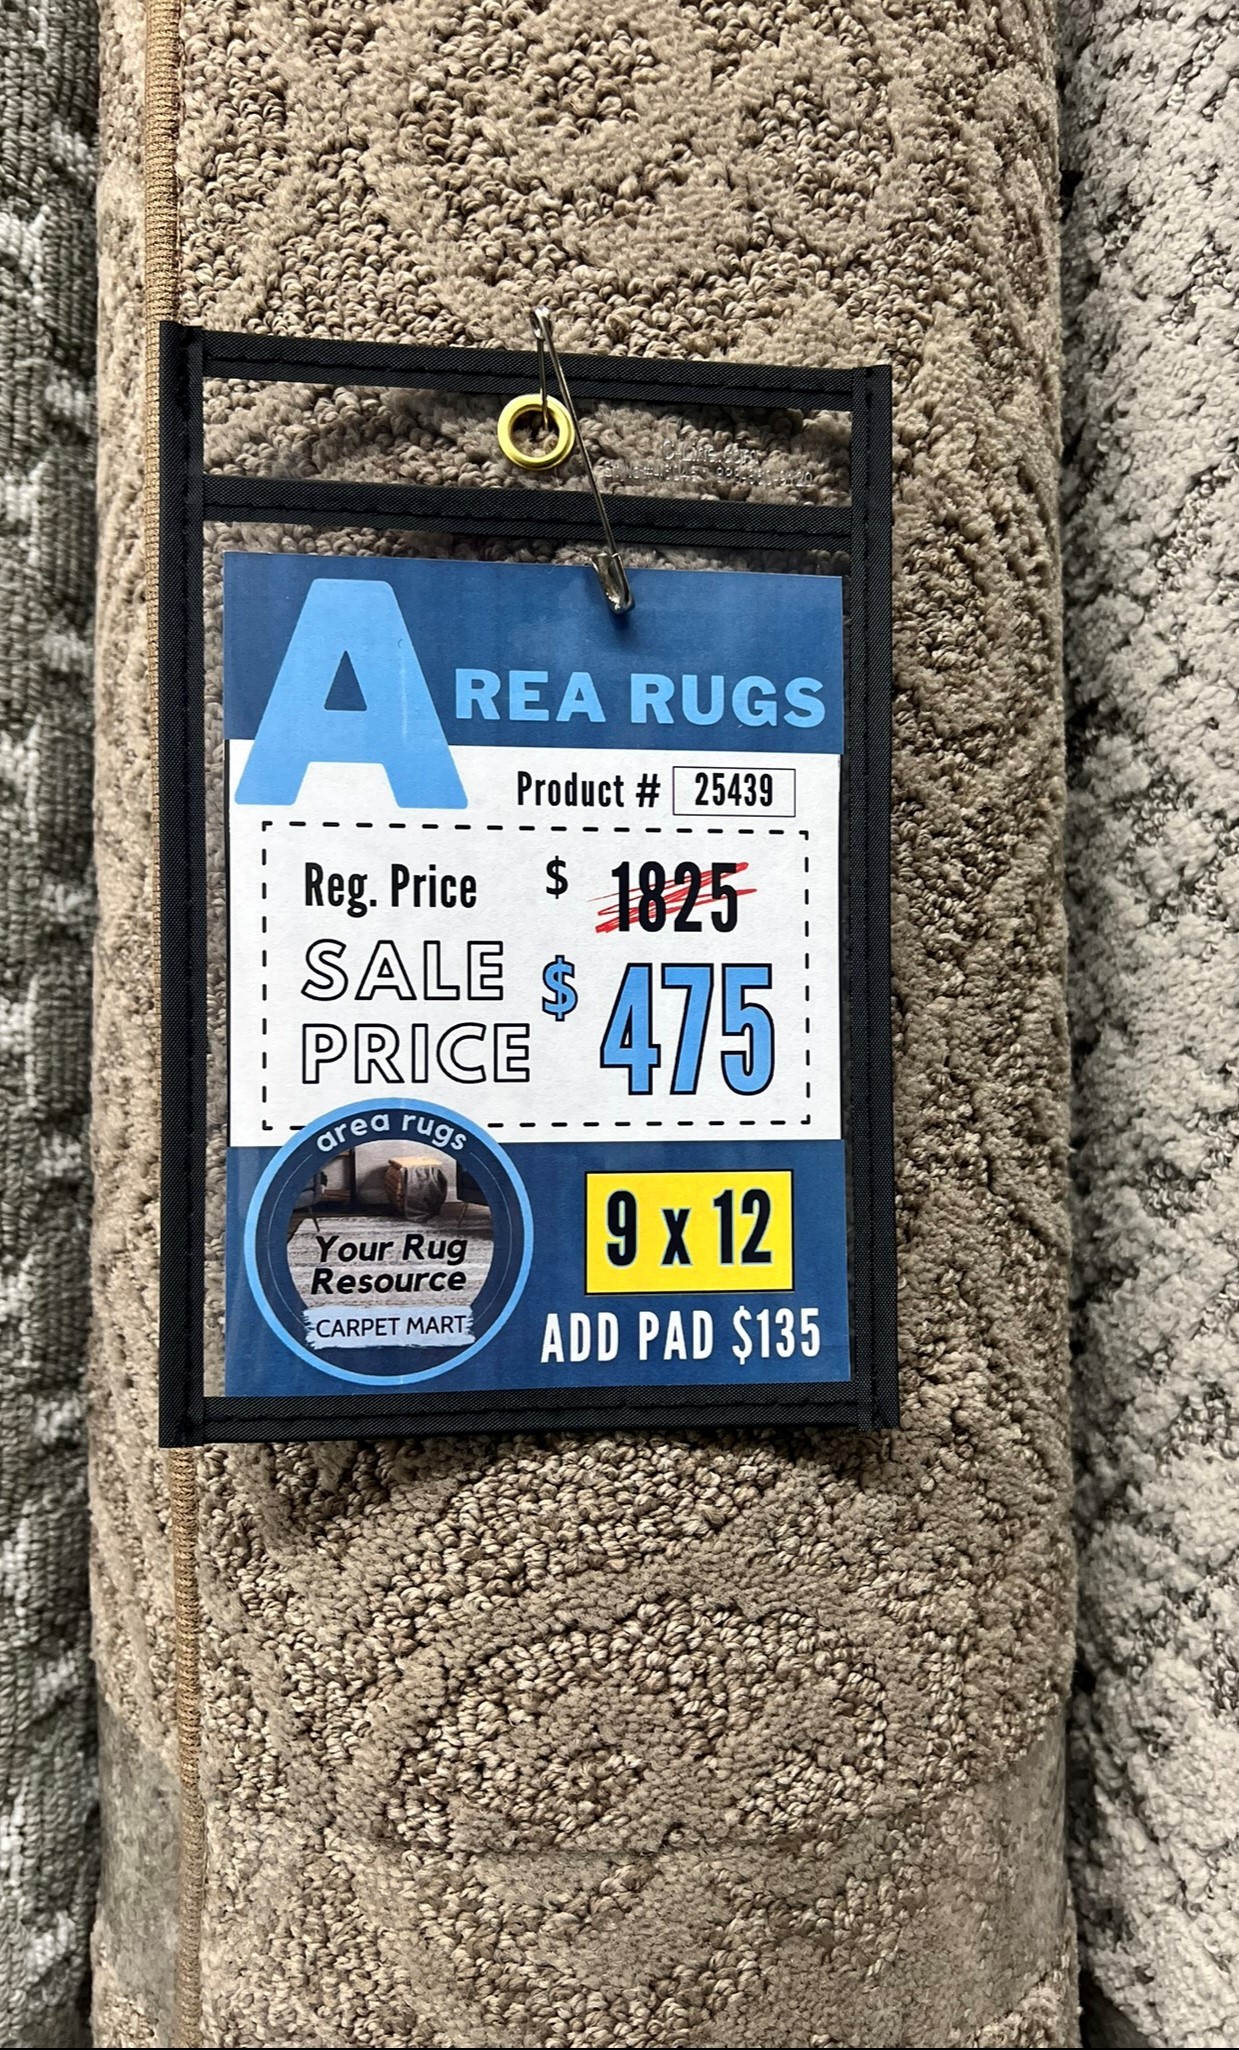 AREA RUGS
Product # 25439
Reg. Price $ 1825
SALE PRICE $ 475
area rugs
Your Rug
Resource
CARPET MART
9 x 12
ADD PAD $135